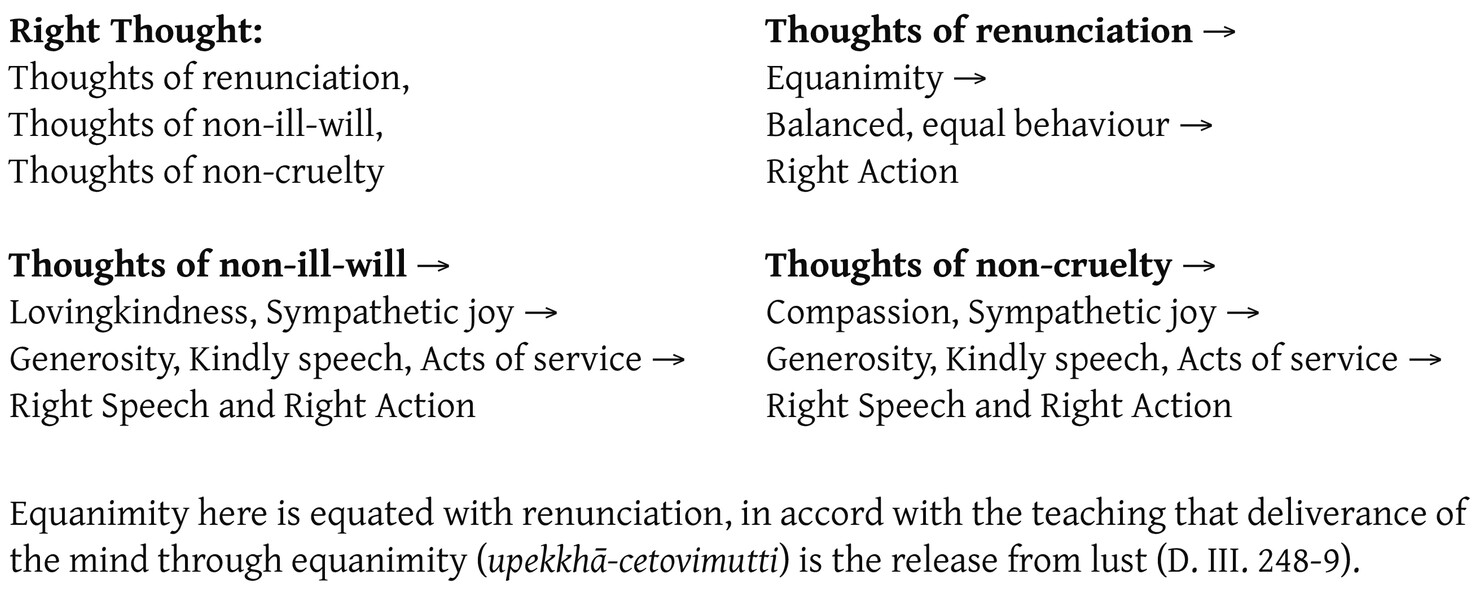 Right Thought:
Thoughts of renunciation,
Thoughts of non-ill-will,
Thoughts of non-cruelty
Thoughts of renunciation →
Equanimity →
Balanced, equal behaviour →
Right Action
Thoughts of non-ill-will →
Lovingkindness, Sympathetic joy →
Generosity, Kindly speech, Acts of service →
Right Speech and Right Action
Thoughts of non-cruelty →
Compassion, Sympathetic joy →
Generosity, Kindly speech, Acts of service →
Right Speech and Right Action
Equanimity here is equated with renunciation, in accord with the teaching that deliverance of
the mind through equanimity (upekkhā-cetovimutti) is the release from lust (D. III. 248-9).